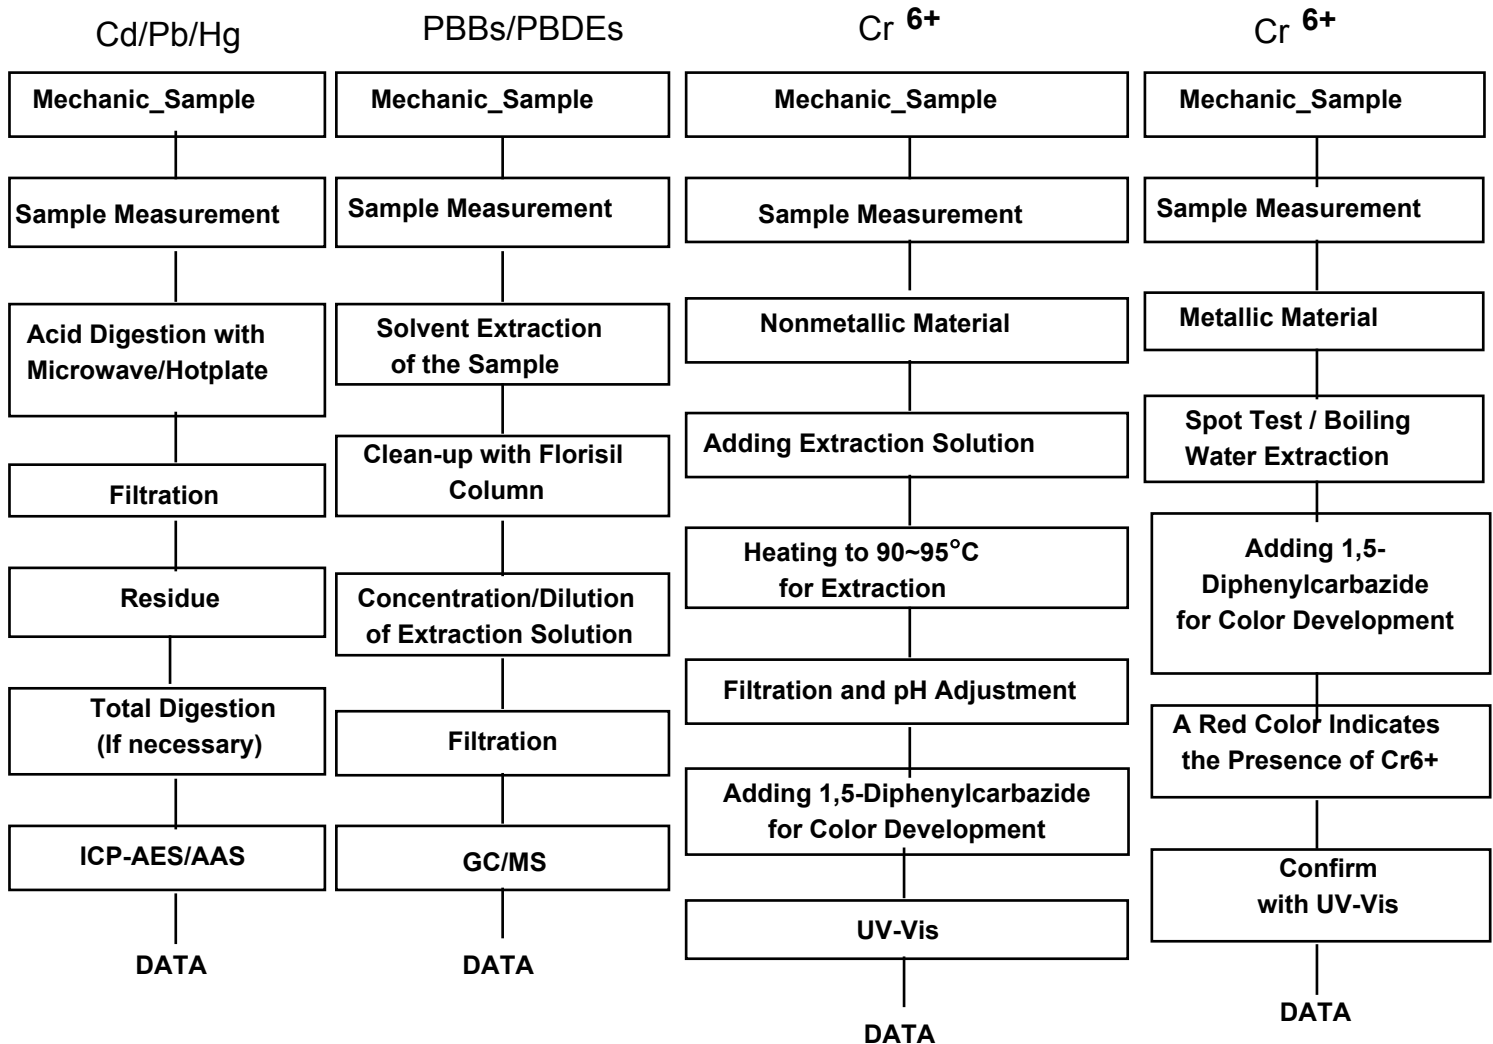 Cd/Pb/Hg
Mechanic_Sample
Sample Measurement
Acid Digestion with
Microwave/Hotplate
Filtration
Residue
Total Digestion
(If necessary)
ICP-AES/AAS
DATA
PBBs/PBDEs
Mechanic_Sample
Sample Measurement
Solvent Extraction
of the Sample
Clean-up with Florisil
Column
Concentration/Dilution
of Extraction Solution
Filtration
GC/MS
DATA
Cr 6+
Mechanic_Sample
Sample Measurement
Nonmetallic Material
Adding Extraction Solution
Heating to 90~95°C
for Extraction
Filtration and pH Adjustment
Adding 1,5-Diphenylcarbazide
for Color Development
UV-Vis
DATA
Cr 6+
Mechanic_Sample
Sample Measurement
Metallic Material
Spot Test / Boiling
Water Extraction
Adding 1,5-
Diphenylcarbazide
for Color Development
A Red Color Indicates
the Presence of Cr6+
Confirm
with UV-Vis
DATA